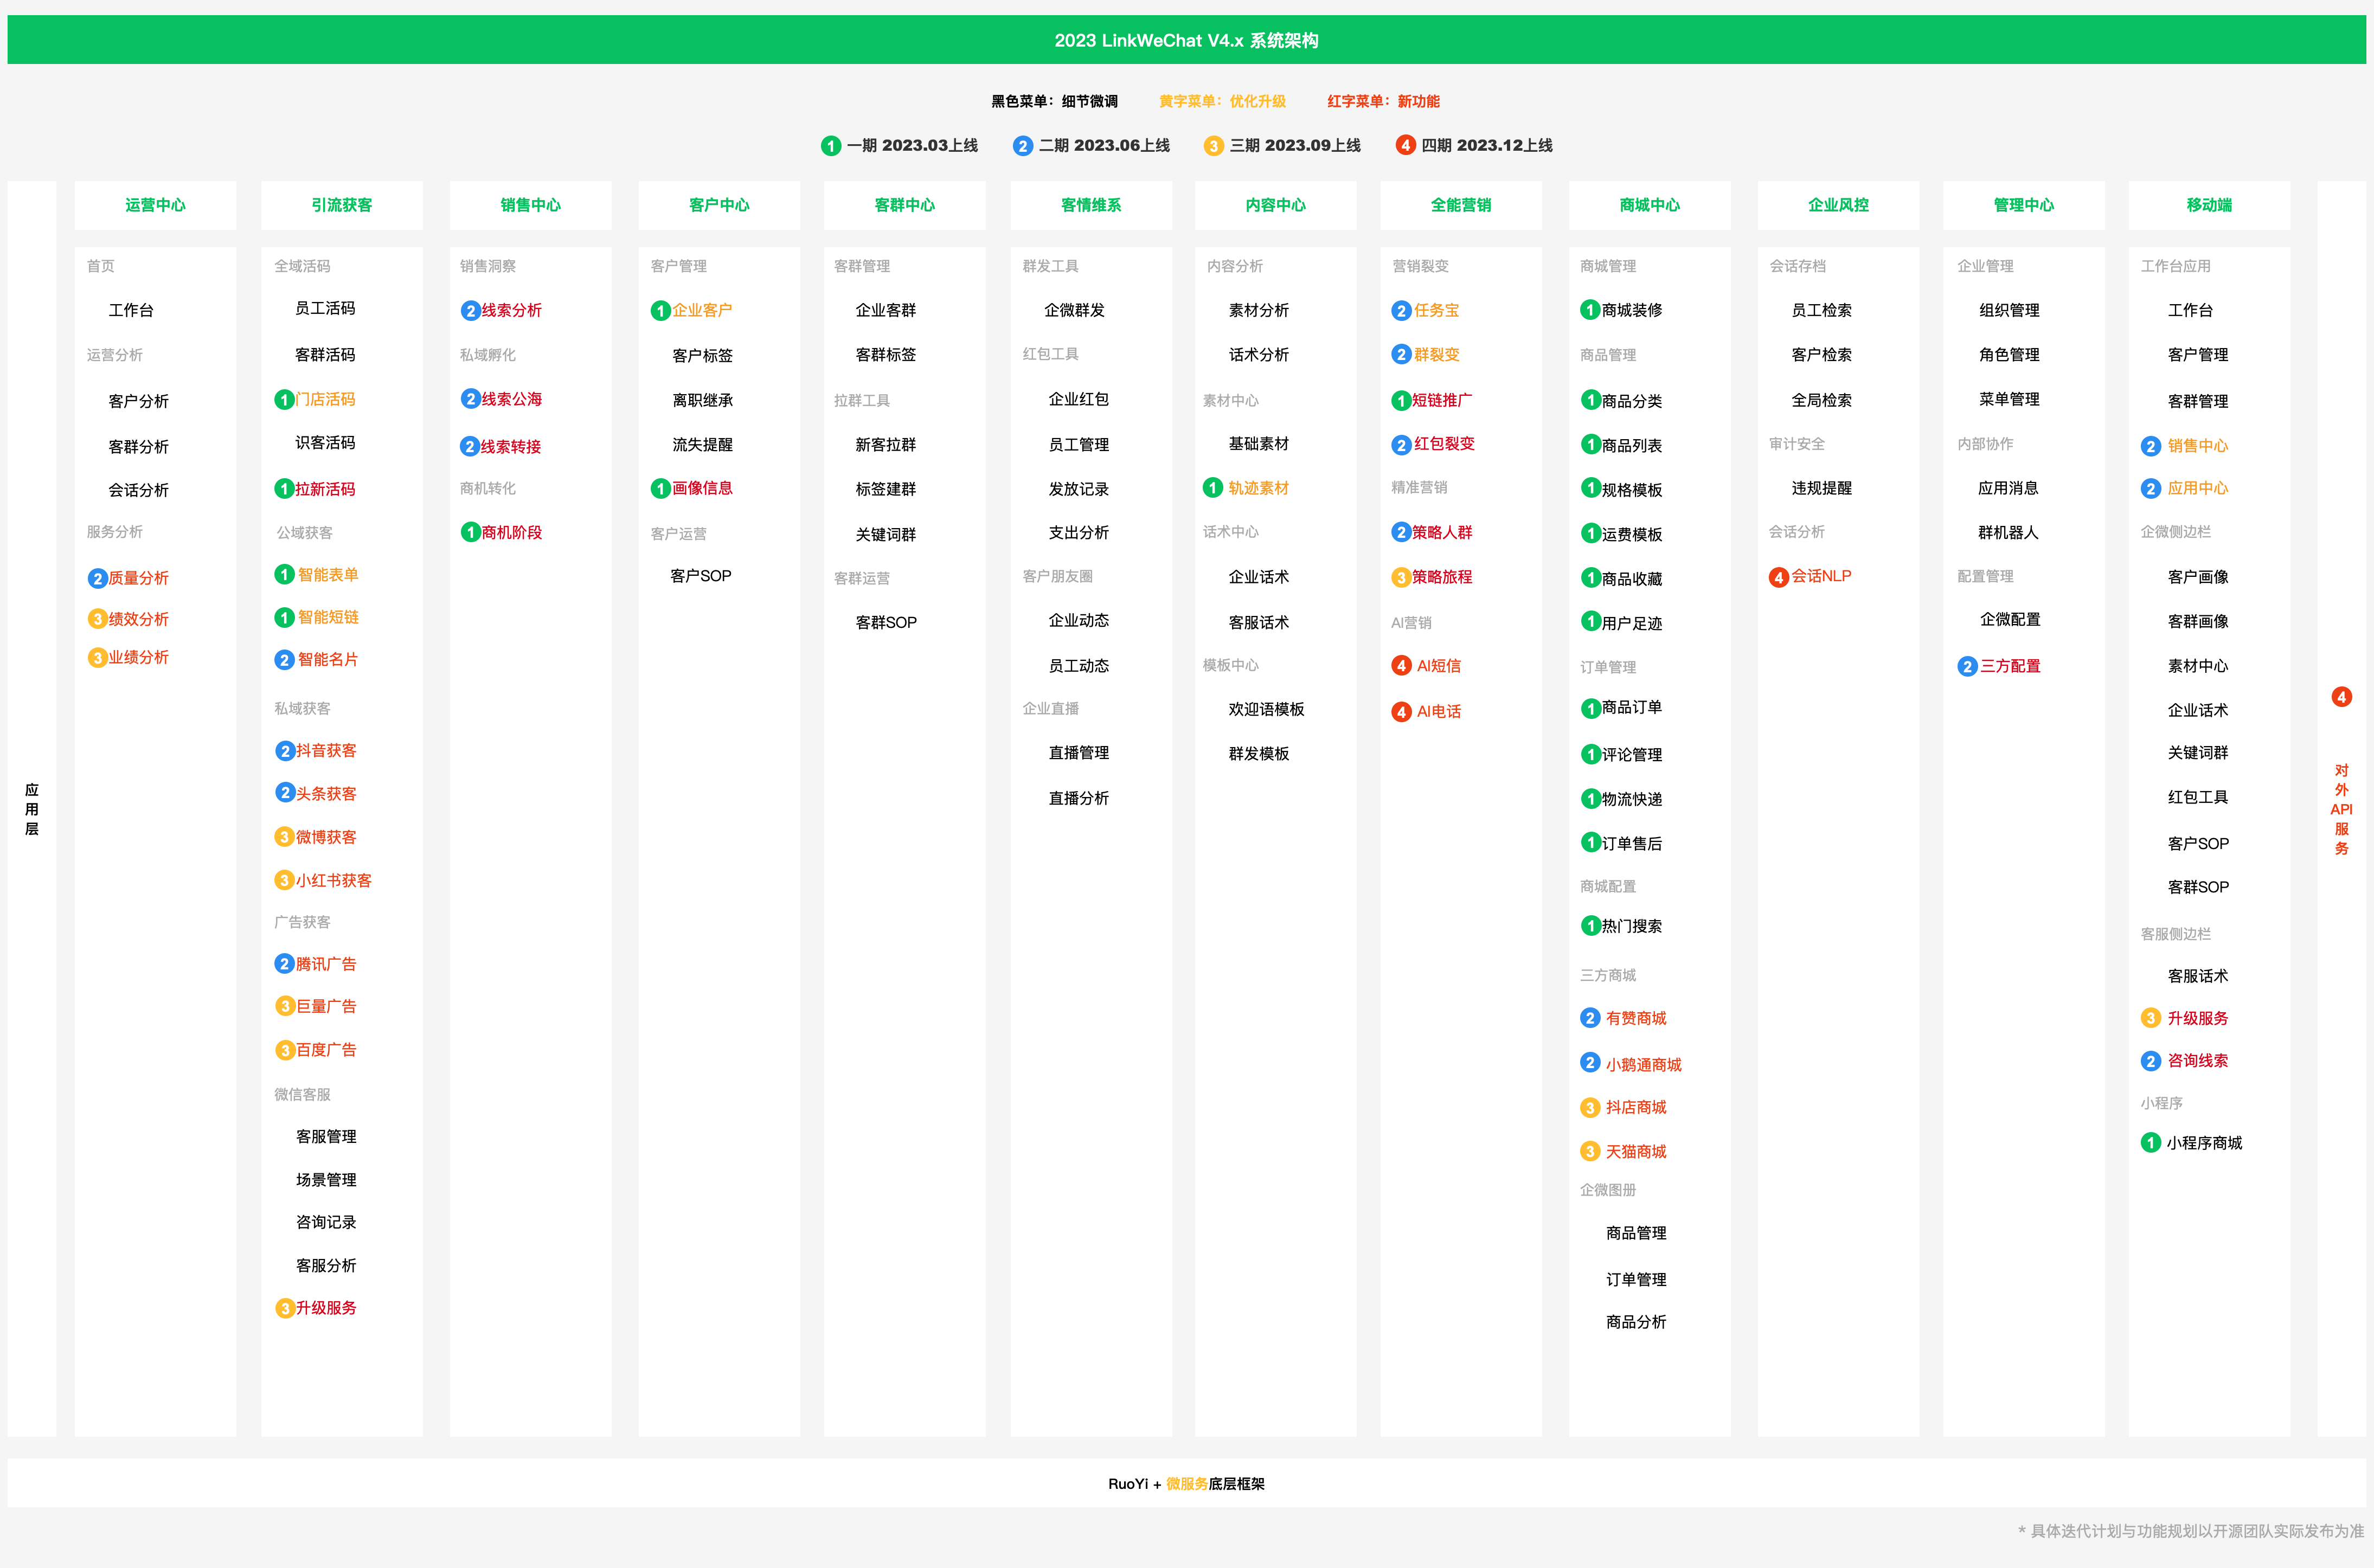 2023 LinkWeChat V4.x 系统架构
黑色菜单：细节微调
黄字菜单：优化升级
红字菜单：新功能
1 一期 2023.03上线
2 二期 2023.06上线
3 三期 2023.09上线
4 四期 2023.12上线
应
用
层
运营中心
首页
工作台
运营分析
客户分析
客群分析
会话分析
服务分析
2 质量分析
3 绩效分析
3 业绩分析
引流获客
全域活码
员工活码
客群活码
1 门店活码
识客活码
1 拉新活码
公域获客
1 智能表单
1 智能短链
2 智能名片
私域获客
2 抖音获客
2 头条获客
3 微博获客
3 小红书获客
广告获客
2 腾讯广告
3 巨量广告
3 百度广告
微信客服
客服管理
场景管理
咨询记录
客服分析
3 升级服务
销售中心
销售洞察
2 线索分析
私域孵化
2 线索公海
2 线索转接
商机转化
1 商机阶段
客户中心
客户管理
1 企业客户
客户标签
离职继承
流失提醒
1 画像信息
客户运营
客户SOP
客群中心
客群管理
企业客群
客群标签
拉群工具
新客拉群
标签建群
关键词群
客群运营
客群SOP
客情维系
群发工具
企微群发
红包工具
企业红包
员工管理
发放记录
支出分析
客户朋友圈
企业动态
员工动态
企业直播
直播管理
直播分析
内容中心
内容分析
素材分析
话术分析
素材中心
基础素材
1 轨迹素材
话术中心
企业话术
客服话术
模板中心
欢迎语模板
群发模板
全能营销
营销裂变
2 任务宝
2 群裂变
1 短链推广
2 红包裂变
精准营销
2 策略人群
3 策略旅程
AI营销
4 AI短信
4 AI电话
商城中心
商城管理
1 商城装修
商品管理
1 商品分类
1 商品列表
1 规格模板
1 运费模板
1 商品收藏
1 用户足迹
订单管理
1 商品订单
1 评论管理
1 物流快递
1 订单售后
商城配置
1 热门搜索
三方商城
2 有赞商城
2 小鹅通商城
3 抖店商城
3 天猫商城
企微图册
商品管理
订单管理
商品分析
企业风控
会话存档
员工检索
客户检索
全局检索
审计安全
违规提醒
会话分析
4 会话NLP
管理中心
企业管理
组织管理
角色管理
菜单管理
内部协作
应用消息
群机器人
配置管理
企微配置
2 三方配置
移动端
工作台应用
工作台
客户管理
客群管理
2 销售中心
2 应用中心
企微侧边栏
客户画像
客群画像
素材中心
企业话术
关键词群
红包工具
客户SOP
客群SOP
客服侧边栏
客服话术
3 升级服务
2 咨询线索
小程序
1 小程序商城
4
对
外
API
服
务
RuoYi + 微服务底层框架
* 具体迭代计划与功能规划以开源团队实际发布为准